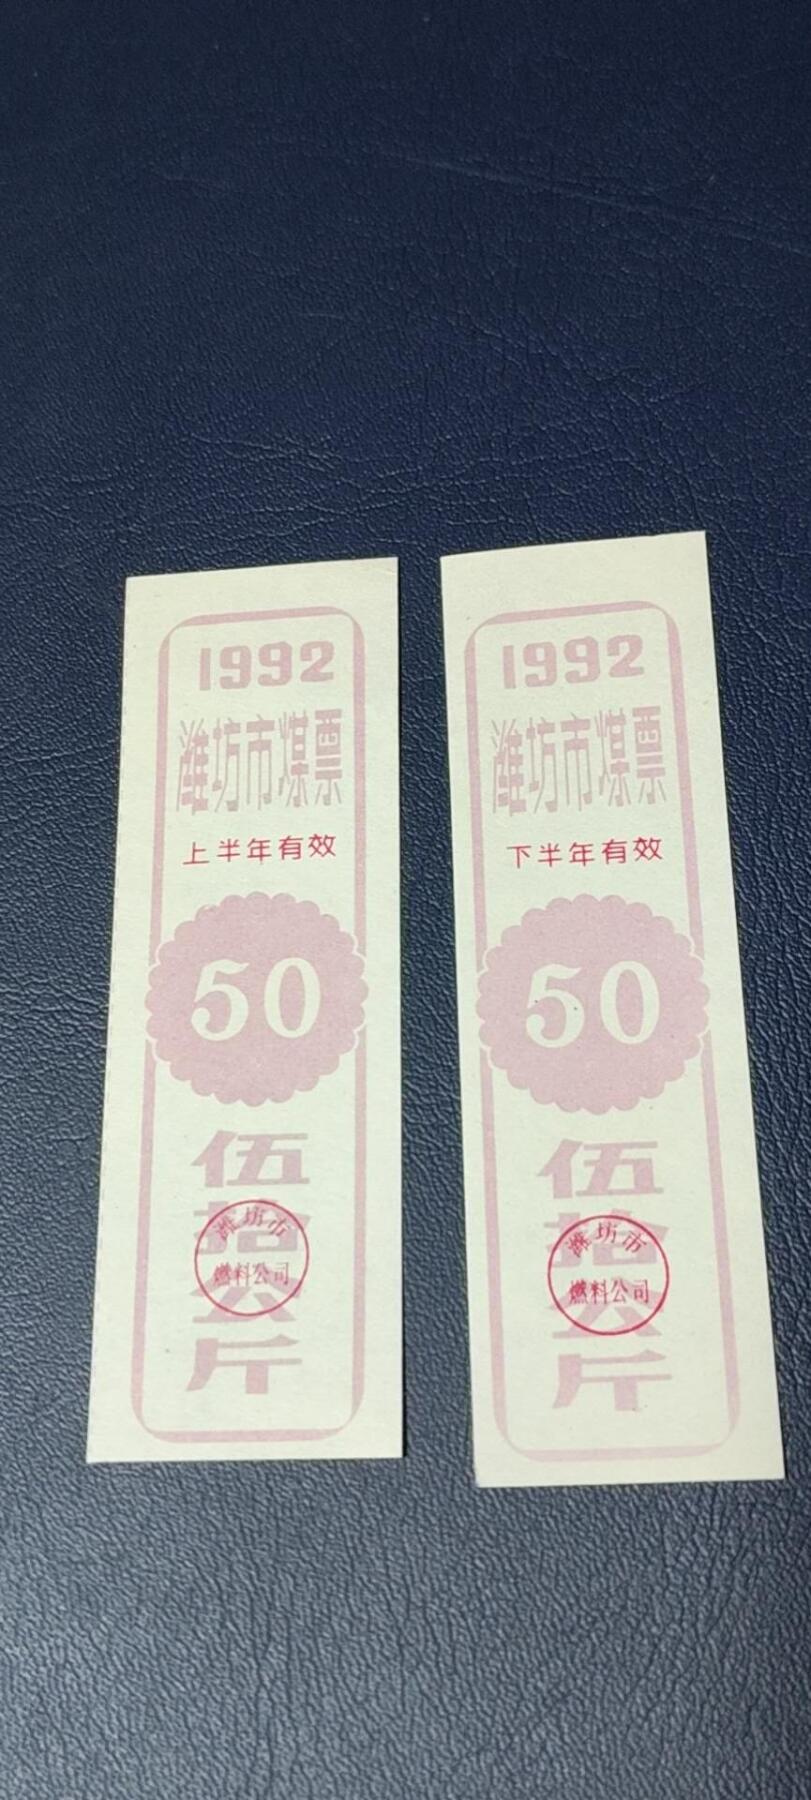 1992
潍坊市煤票
上半年有效
50
伍拾公斤
潍坊市
燃料公司
1992
潍坊市煤票
下半年有效
50
伍拾公斤
潍坊市
燃料公司